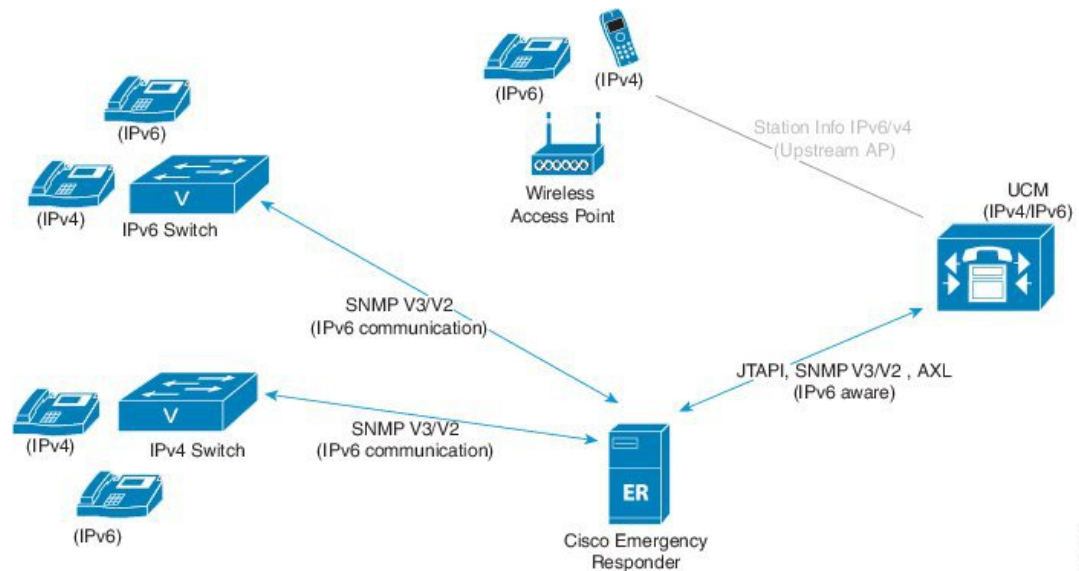 (IPv6)
(IPv4)
V
IPv6 Switch
(IPv6)
(IPv4)
Wireless
Access Point
Station Info IPv6/v4
(Upstream AP)
UCM
(IPv4/IPv6)
SNMP V3/V2
(IPv6 communication)
JTAPI, SNMP V3/V2 , AXL
(IPv6 aware)
(IPv4)
V
IPv4 Switch
(IPv6)
SNMP V3/V2
(IPv6 communication)
ER
Cisco Emergency
Responder